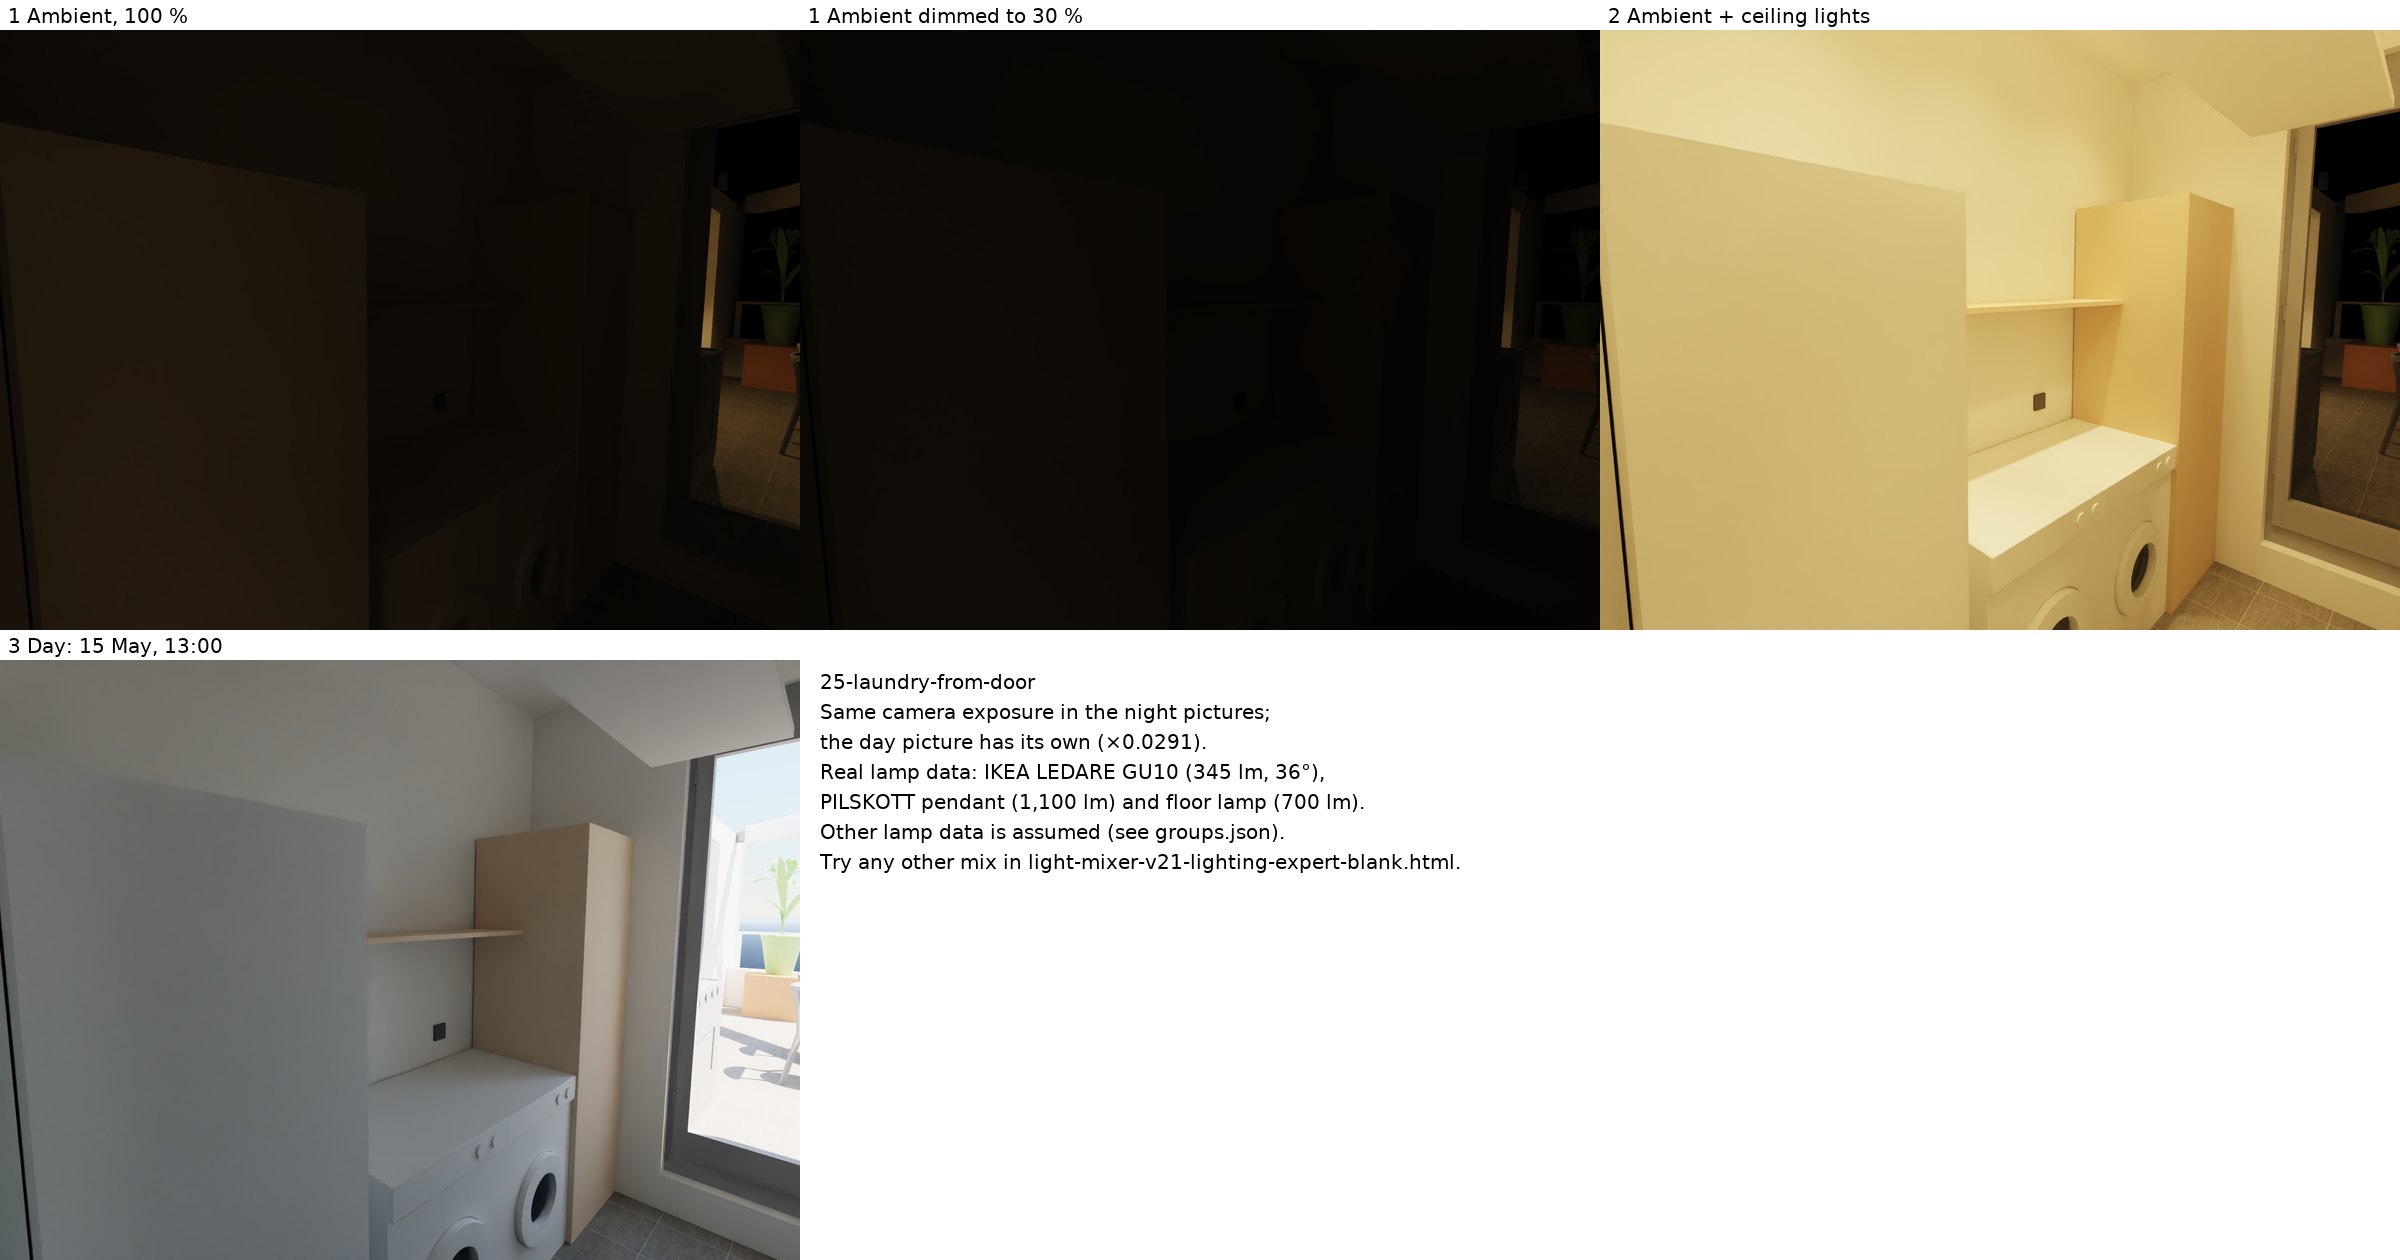 1 Ambient, 100 %
1 Ambient dimmed to 30 %
2 Ambient + ceiling lights
3 Day: 15 May, 13:00
25-laundry-from-door
Same camera exposure in the night pictures;
the day picture has its own (×0.0291).
Real lamp data: IKEA LEDARE GU10 (345 lm, 36°),
PILSKOTT pendant (1,100 lm) and floor lamp (700 lm).
Other lamp data is assumed (see groups.json).
Try any other mix in light-mixer-v21-lighting-expert-blank.html.